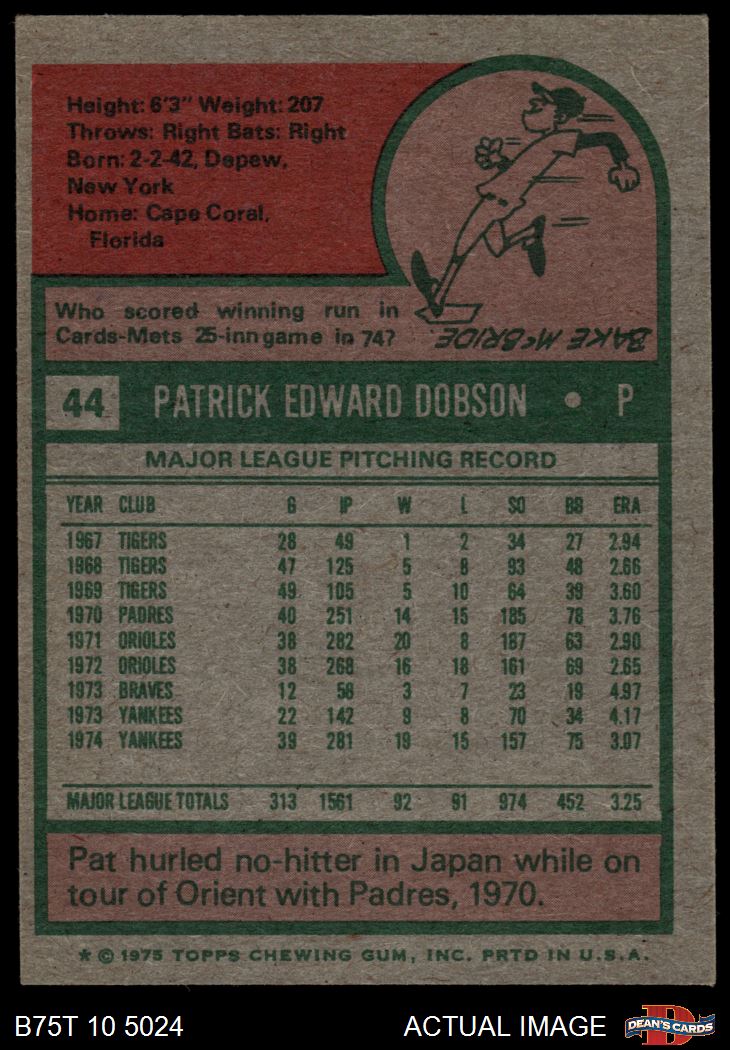 Height: 6'3" Weight: 207
Throws: Right Bats: Right
Born: 2-2-42, Depew,
New York
Home: Cape Coral,
Florida
Who scored winning run in
Cards-Mets 25-inn game in 74?
BAKE McBRIDE
44 PATRICK EDWARD DOBSON • P
MAJOR LEAGUE PITCHING RECORD
YEAR CLUB G IP W L SO BB ERA
1967 TIGERS 28 49 1 2 34 27 2.94
1968 TIGERS 47 125 5 8 93 48 2.66
1969 TIGERS 49 105 5 10 64 39 3.60
1970 PADRES 40 251 14 15 185 78 3.76
1971 ORIOLES 38 282 20 8 187 63 2.90
1972 ORIOLES 38 268 16 18 161 69 2.65
1973 BRAVES 12 58 3 7 23 19 4.97
1973 YANKEES 22 142 9 8 70 34 4.17
1974 YANKEES 39 281 19 15 157 75 3.07
MAJOR LEAGUE TOTALS 313 1561 92 91 974 452 3.25
Pat hurled no-hitter in Japan while on
tour of Orient with Padres, 1970.
* © 1975 TOPPS CHEWING GUM, INC. PRTD IN U.S.A.
B75T 10 5024 ACTUAL IMAGE D DEAN'S CARDS